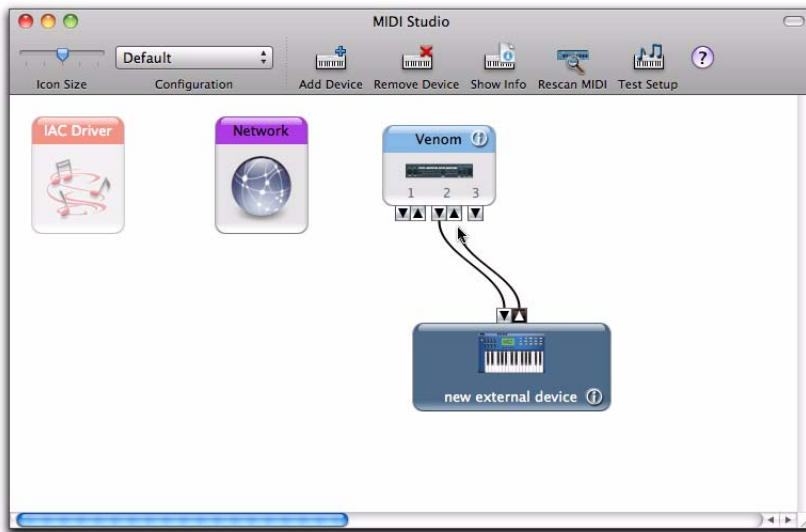 MIDI Studio
Default
Icon Size Configuration Add Device Remove Device Show Info Rescan MIDI Test Setup
?
IAC Driver Network Venom
1 2 3
new external device